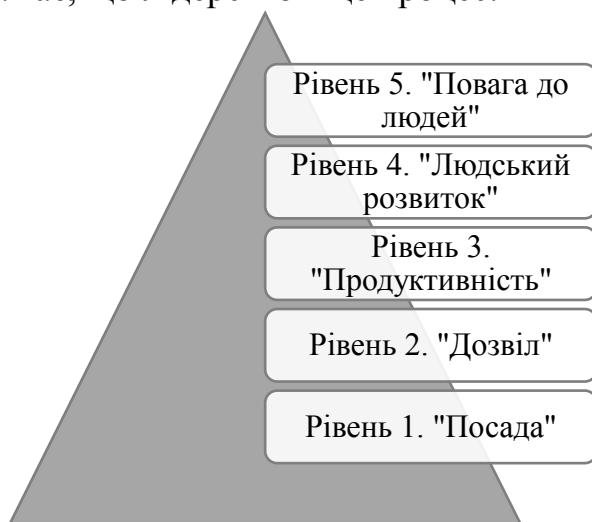 Рівень 5. "Повага до
людей"
Рівень 4. "Людський
розвиток"
Рівень 3.
"Продуктивність"
Рівень 2. "Дозвіл"
Рівень 1. "Посада"